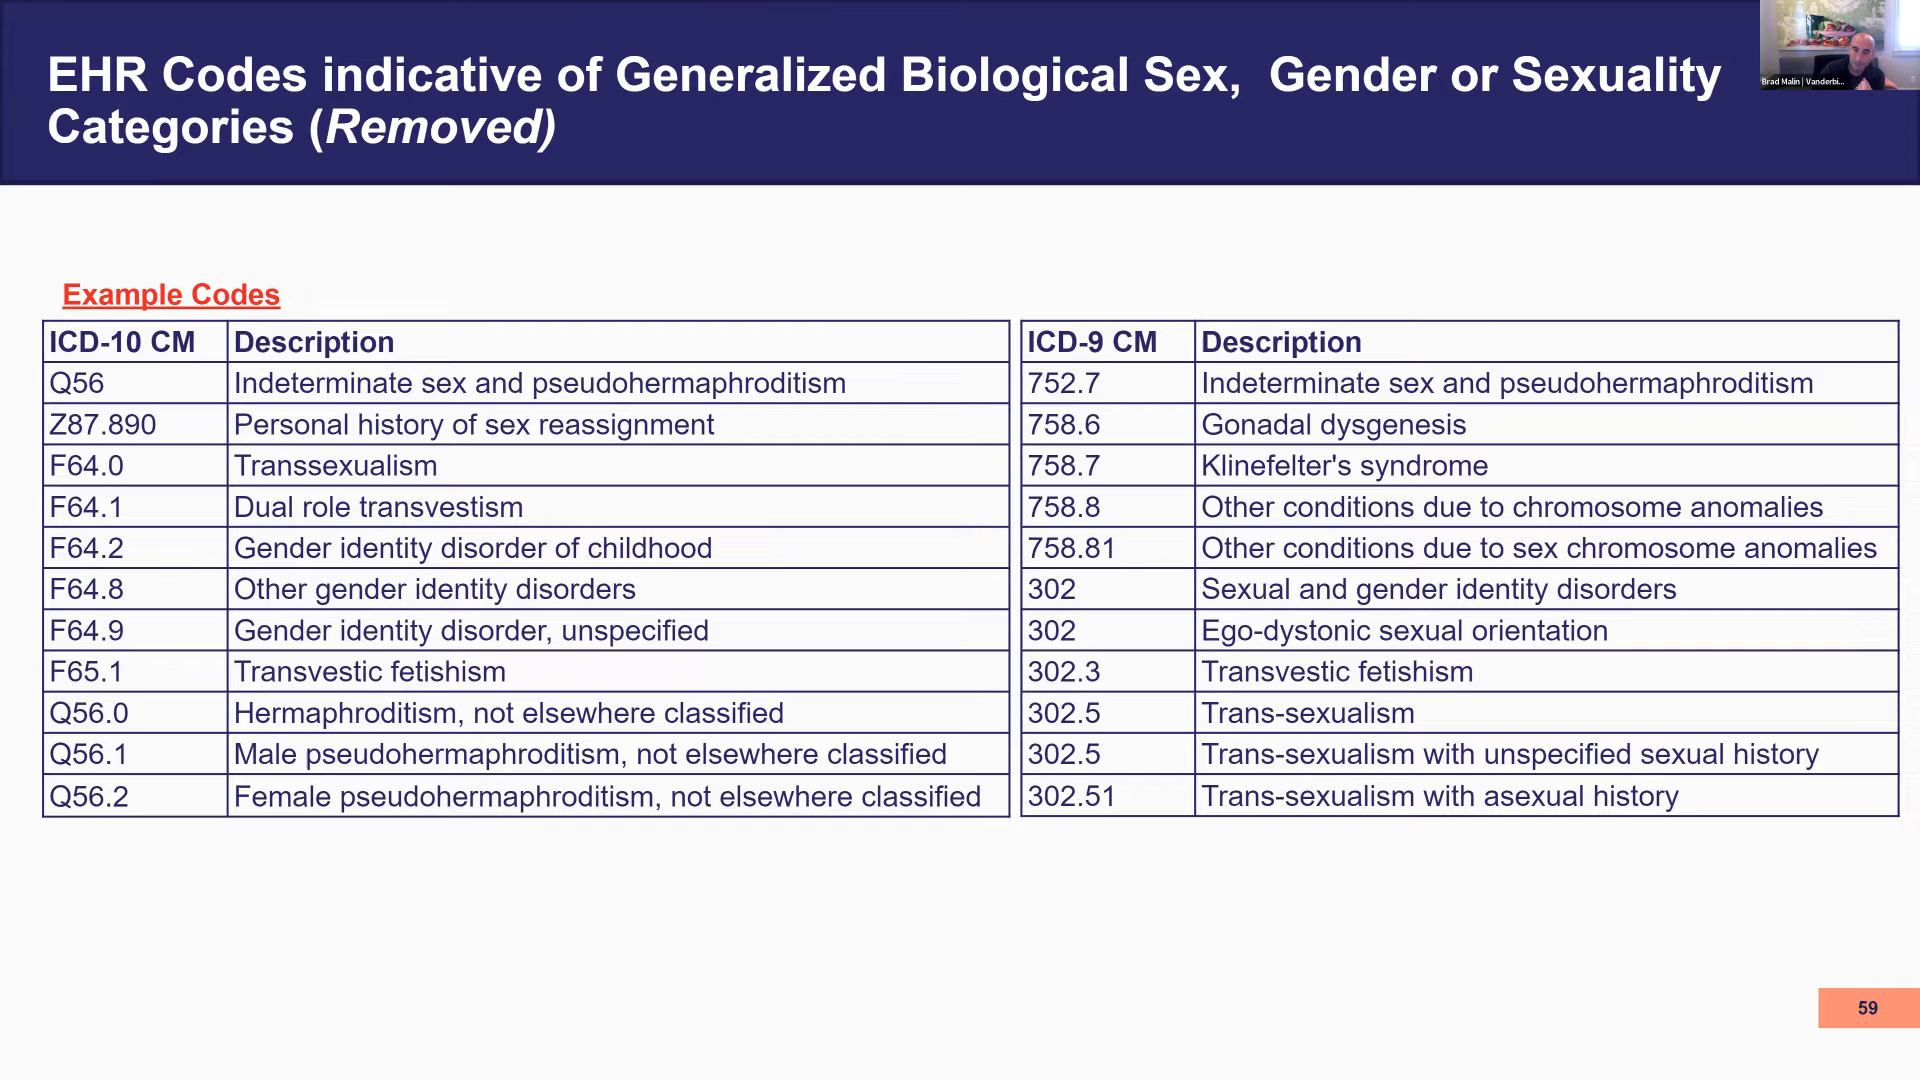 EHR Codes indicative of Generalized Biological Sex, Gender or Sexuality
Categories (Removed)
Brad Malin | Vanderbi...
Example Codes
ICD-10 CM Description
Q56 Indeterminate sex and pseudohermaphroditism
Z87.890 Personal history of sex reassignment
F64.0 Transsexualism
F64.1 Dual role transvestism
F64.2 Gender identity disorder of childhood
F64.8 Other gender identity disorders
F64.9 Gender identity disorder, unspecified
F65.1 Transvestic fetishism
Q56.0 Hermaphroditism, not elsewhere classified
Q56.1 Male pseudohermaphroditism, not elsewhere classified
Q56.2 Female pseudohermaphroditism, not elsewhere classified
ICD-9 CM Description
752.7 Indeterminate sex and pseudohermaphroditism
758.6 Gonadal dysgenesis
758.7 Klinefelter's syndrome
758.8 Other conditions due to chromosome anomalies
758.81 Other conditions due to sex chromosome anomalies
302 Sexual and gender identity disorders
302 Ego-dystonic sexual orientation
302.3 Transvestic fetishism
302.5 Trans-sexualism
302.5 Trans-sexualism with unspecified sexual history
302.51 Trans-sexualism with asexual history
59